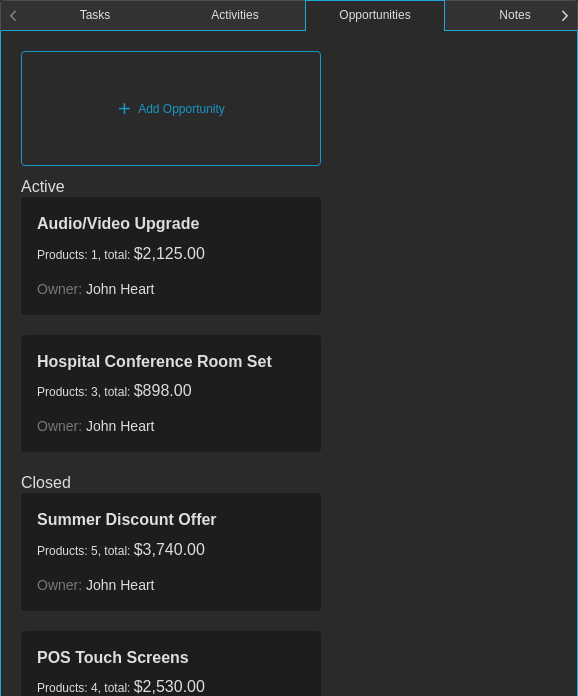 Tasks Activities Opportunities Notes
Add Opportunity
Active
Audio/Video Upgrade
Products: 1, total: $2,125.00
Owner: John Heart
Hospital Conference Room Set
Products: 3, total: $898.00
Owner: John Heart
Closed
Summer Discount Offer
Products: 5, total: $3,740.00
Owner: John Heart
POS Touch Screens
Products: 4, total: $2,530.00